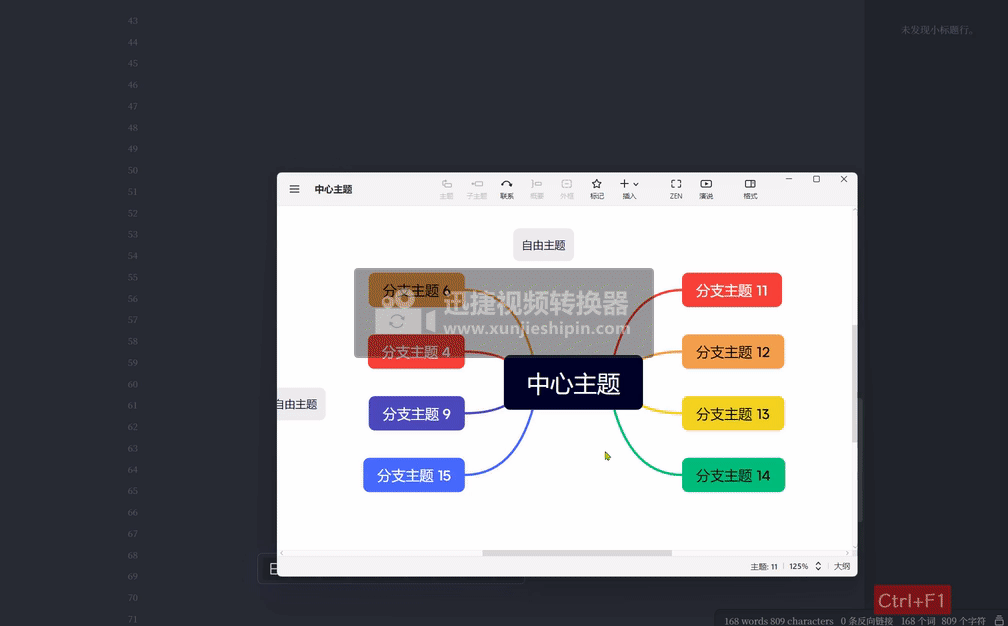 43
44
45
46
47
48
49
50
51
52
53
54
55
56
57
58
59
60
61
62
63
64
65
66
67
68
69
70
71
未发现小标题行。
中心主题
主题
子主题
联系
概要
外框
标记
插入
ZEN
演说
格式
自由主题
分支主题 6
分支主题 11
迅捷视频转换器
www.xunjieshipin.com
分支主题 4
分支主题 12
中心主题
自由主题
分支主题 9
分支主题 13
分支主题 15
分支主题 14
主题: 11
125%
大纲
Ctrl+F1
168 words 809 characters 0 条反向链接 168 个词 809 个字符